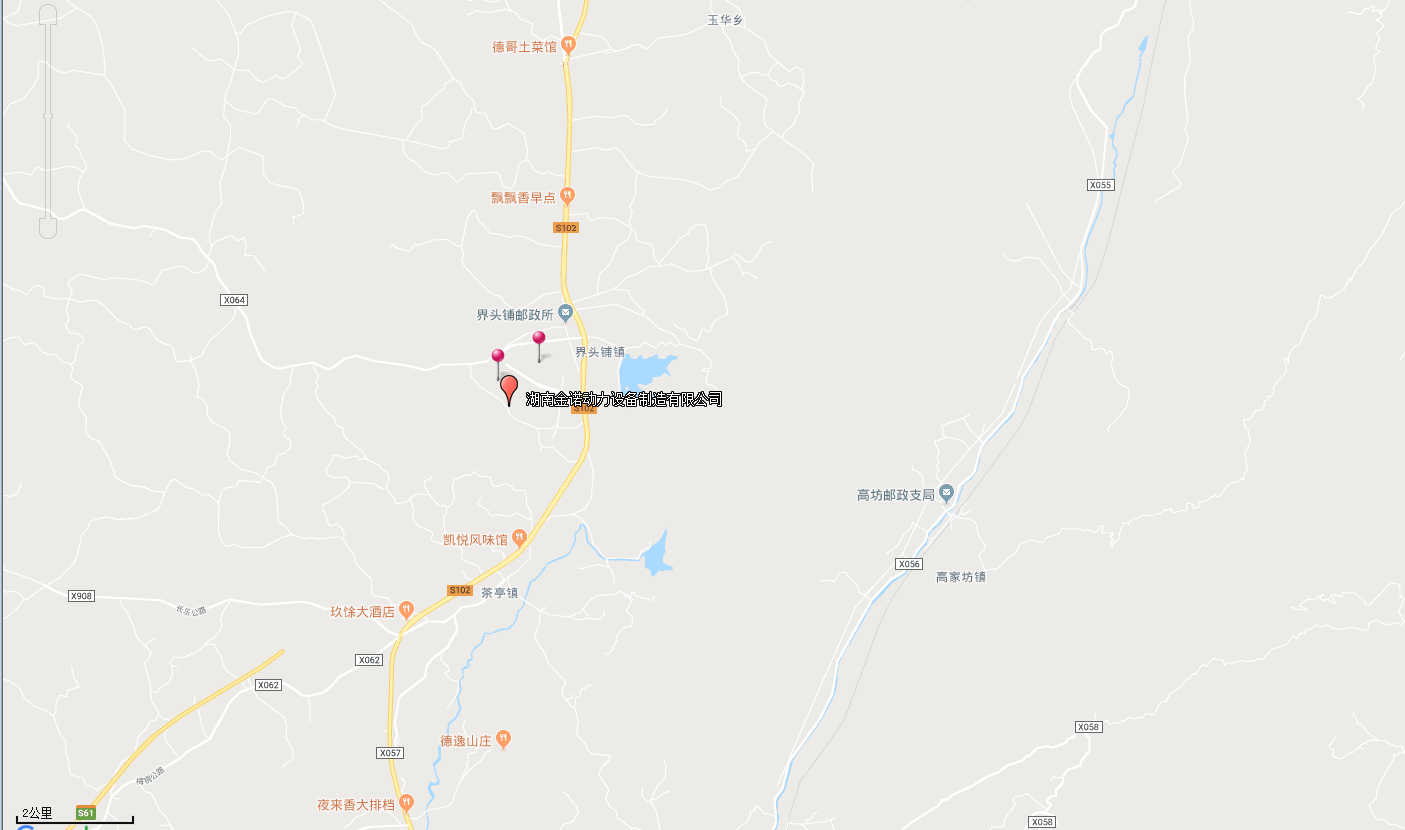 玉华乡
德哥土菜馆
X055
飘飘香早点
S102
X064
界头铺邮政所
界头铺镇
湖南金诺动力设备制造有限公司
S102
高坊邮政支局
凯悦风味馆
X056
高家坊镇
S102
茶亭镇
X908
长乐公路
玖馀大酒店
X062
X062
X058
德逸山庄
X057
夜来香大排档
2公里
S61
X058